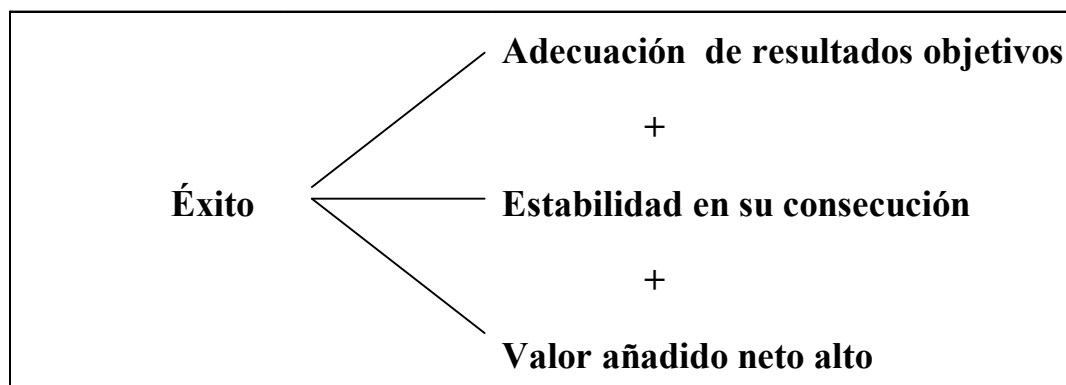 Adecuación de resultados objetivos
+
Éxito
Estabilidad en su consecución
+
Valor añadido neto alto